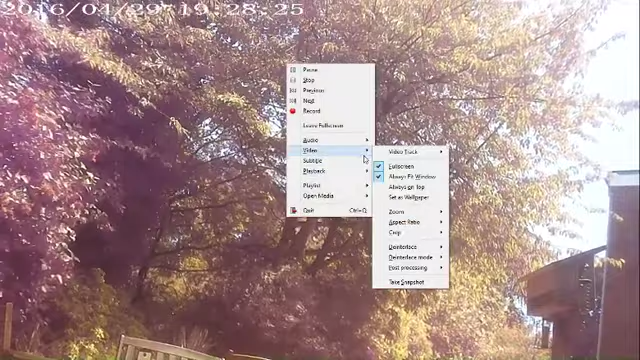 2016/01/29 19:28:25
Pause
Stop
Previous
Next
Record
Leave Fullscreen
Audio
Video
Subtitle
Playback
Playlist
Open Media
Quit Ctrl+Q
Video Track
Fullscreen
Always Fit Window
Always on Top
Set as Wallpaper
Zoom
Aspect Ratio
Crop
Deinterlace
Deinterlace mode
Post processing
Take Snapshot